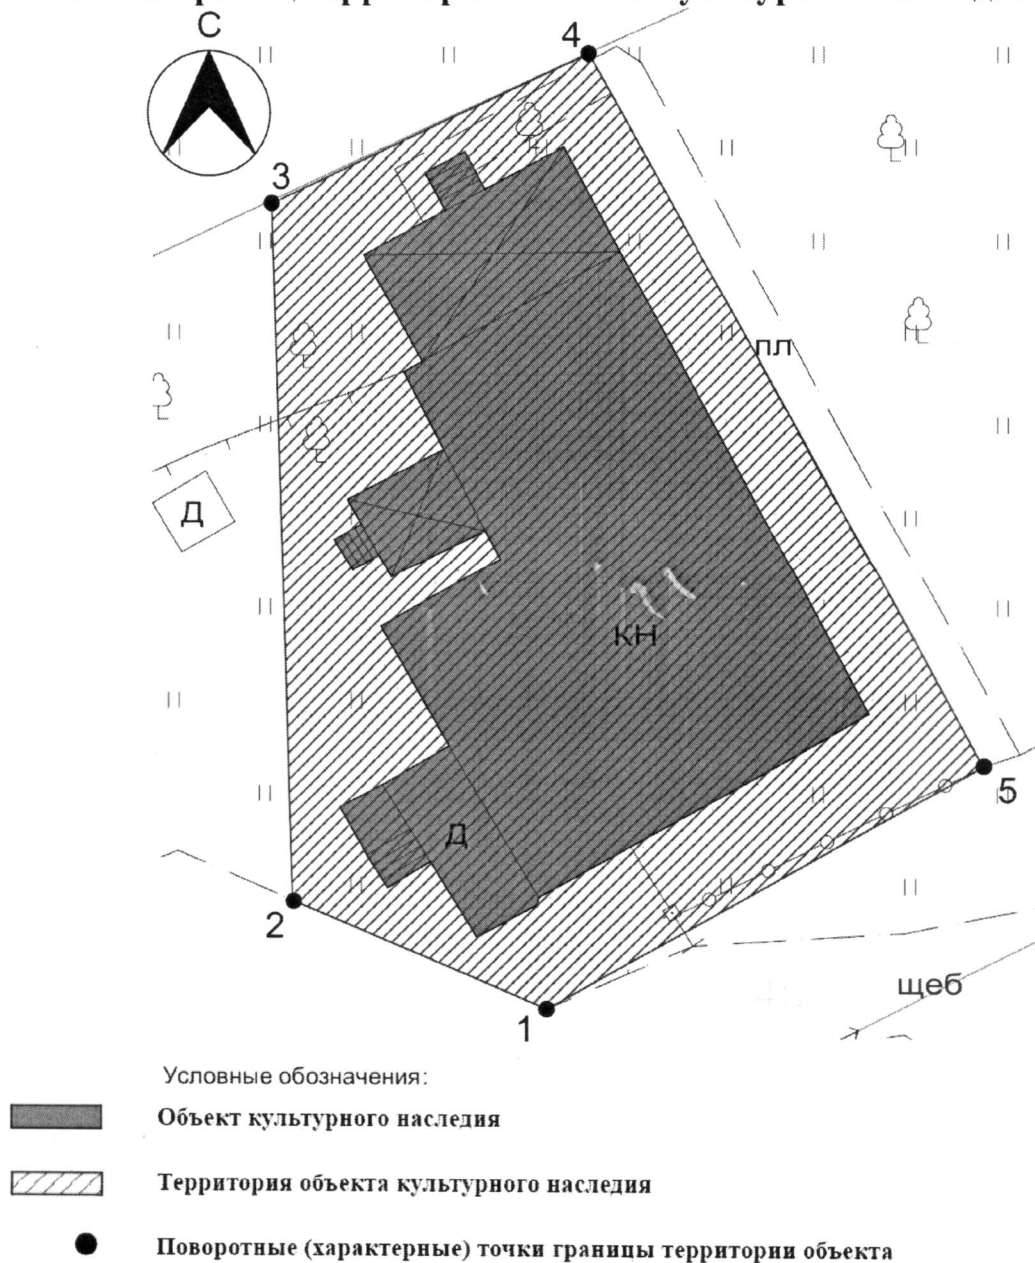 С
4
3
пл
Д
КН
5
Д
2
щеб
1
Условные обозначения:
Объект культурного наследия
Территория объекта культурного наследия
Поворотные (характерные) точки границы территории объекта